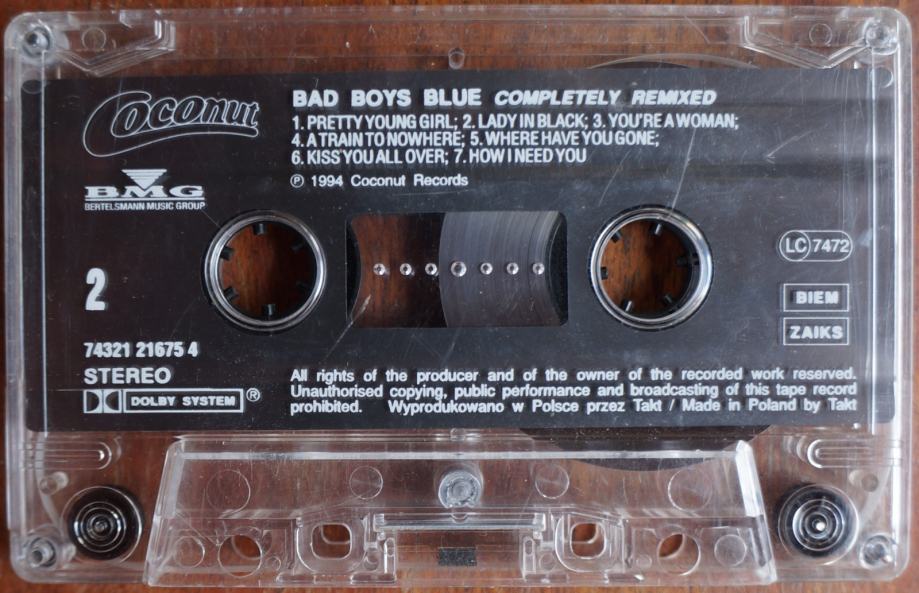 Coconut
BAD BOYS BLUE COMPLETELY REMIXED
1. PRETTY YOUNG GIRL; 2. LADY IN BLACK; 3. YOU'RE A WOMAN;
4. A TRAIN TO NOWHERE; 5. WHERE HAVE YOU GONE;
6. KISS YOU ALL OVER; 7. HOW I NEED YOU
℗ 1994 Coconut Records
BMG
BERTELSMANN MUSIC GROUP
LC 7472
2
BIEM
ZAIKS
74321 21675 4
STEREO
DOLBY SYSTEM ®
All rights of the producer and of the owner of the recorded work reserved.
Unauthorised copying, public performance and broadcasting of this tape record
prohibited. Wyprodukowano w Polsce przez Takt / Made in Poland by Takt